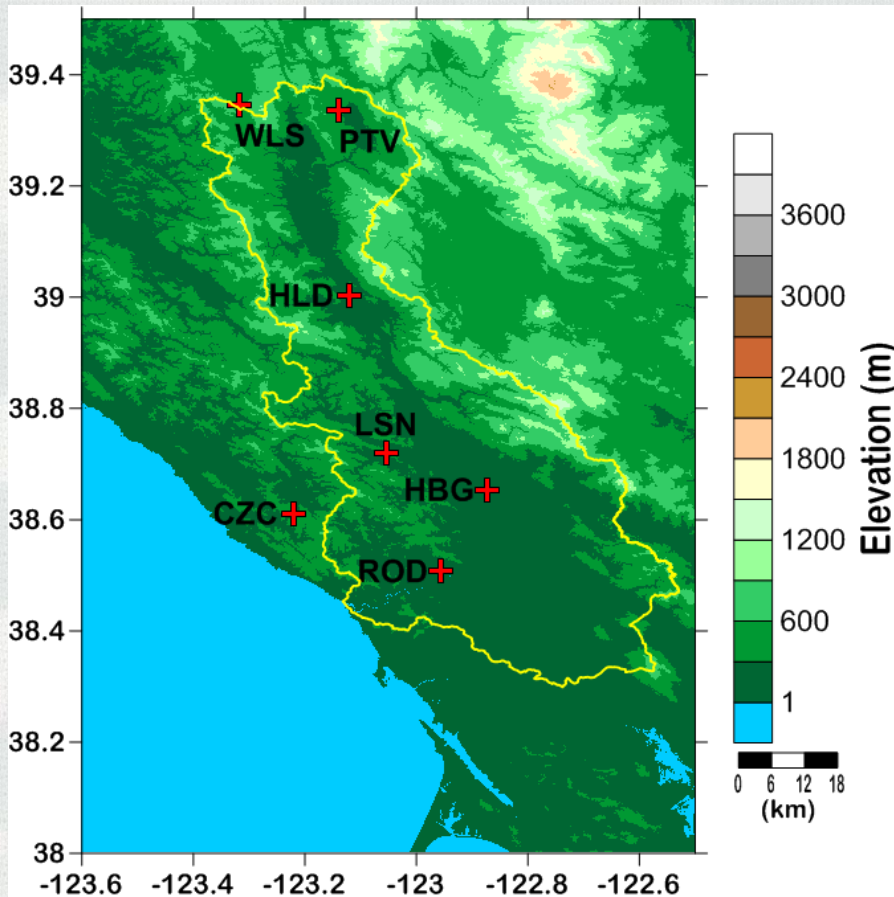 39.4
39.2
39
38.8
38.6
38.4
38.2
38
-123.6
-123.4
-123.2
-123
-122.8
-122.6
WLS
PTV
HLD
LSN
HBG
CZC
ROD
3600
3000
2400
1800
1200
600
1
Elevation (m)
0 6 12 18
(km)